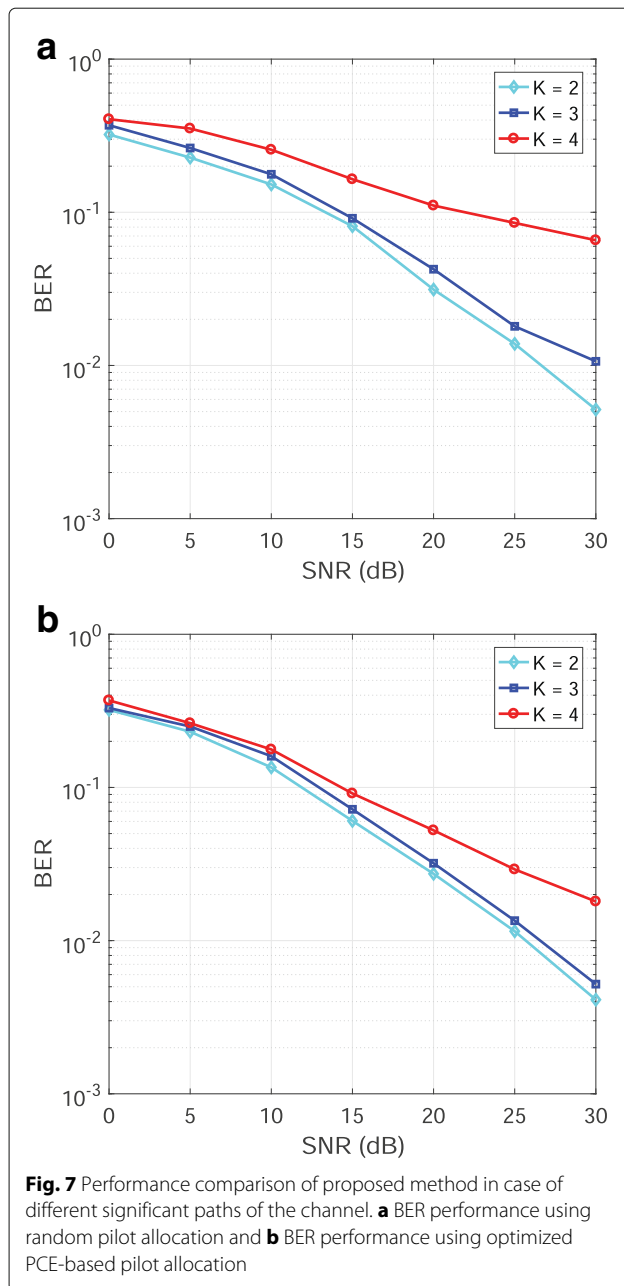 a
10^0
K = 2
K = 3
K = 4
10^-1
BER
10^-2
10^-3
0 5 10 15 20 25 30
SNR (dB)
b
10^0
K = 2
K = 3
K = 4
10^-1
BER
10^-2
10^-3
0 5 10 15 20 25 30
SNR (dB)
Fig. 7 Performance comparison of proposed method in case of
different significant paths of the channel. a BER performance using
random pilot allocation and b BER performance using optimized
PCE-based pilot allocation